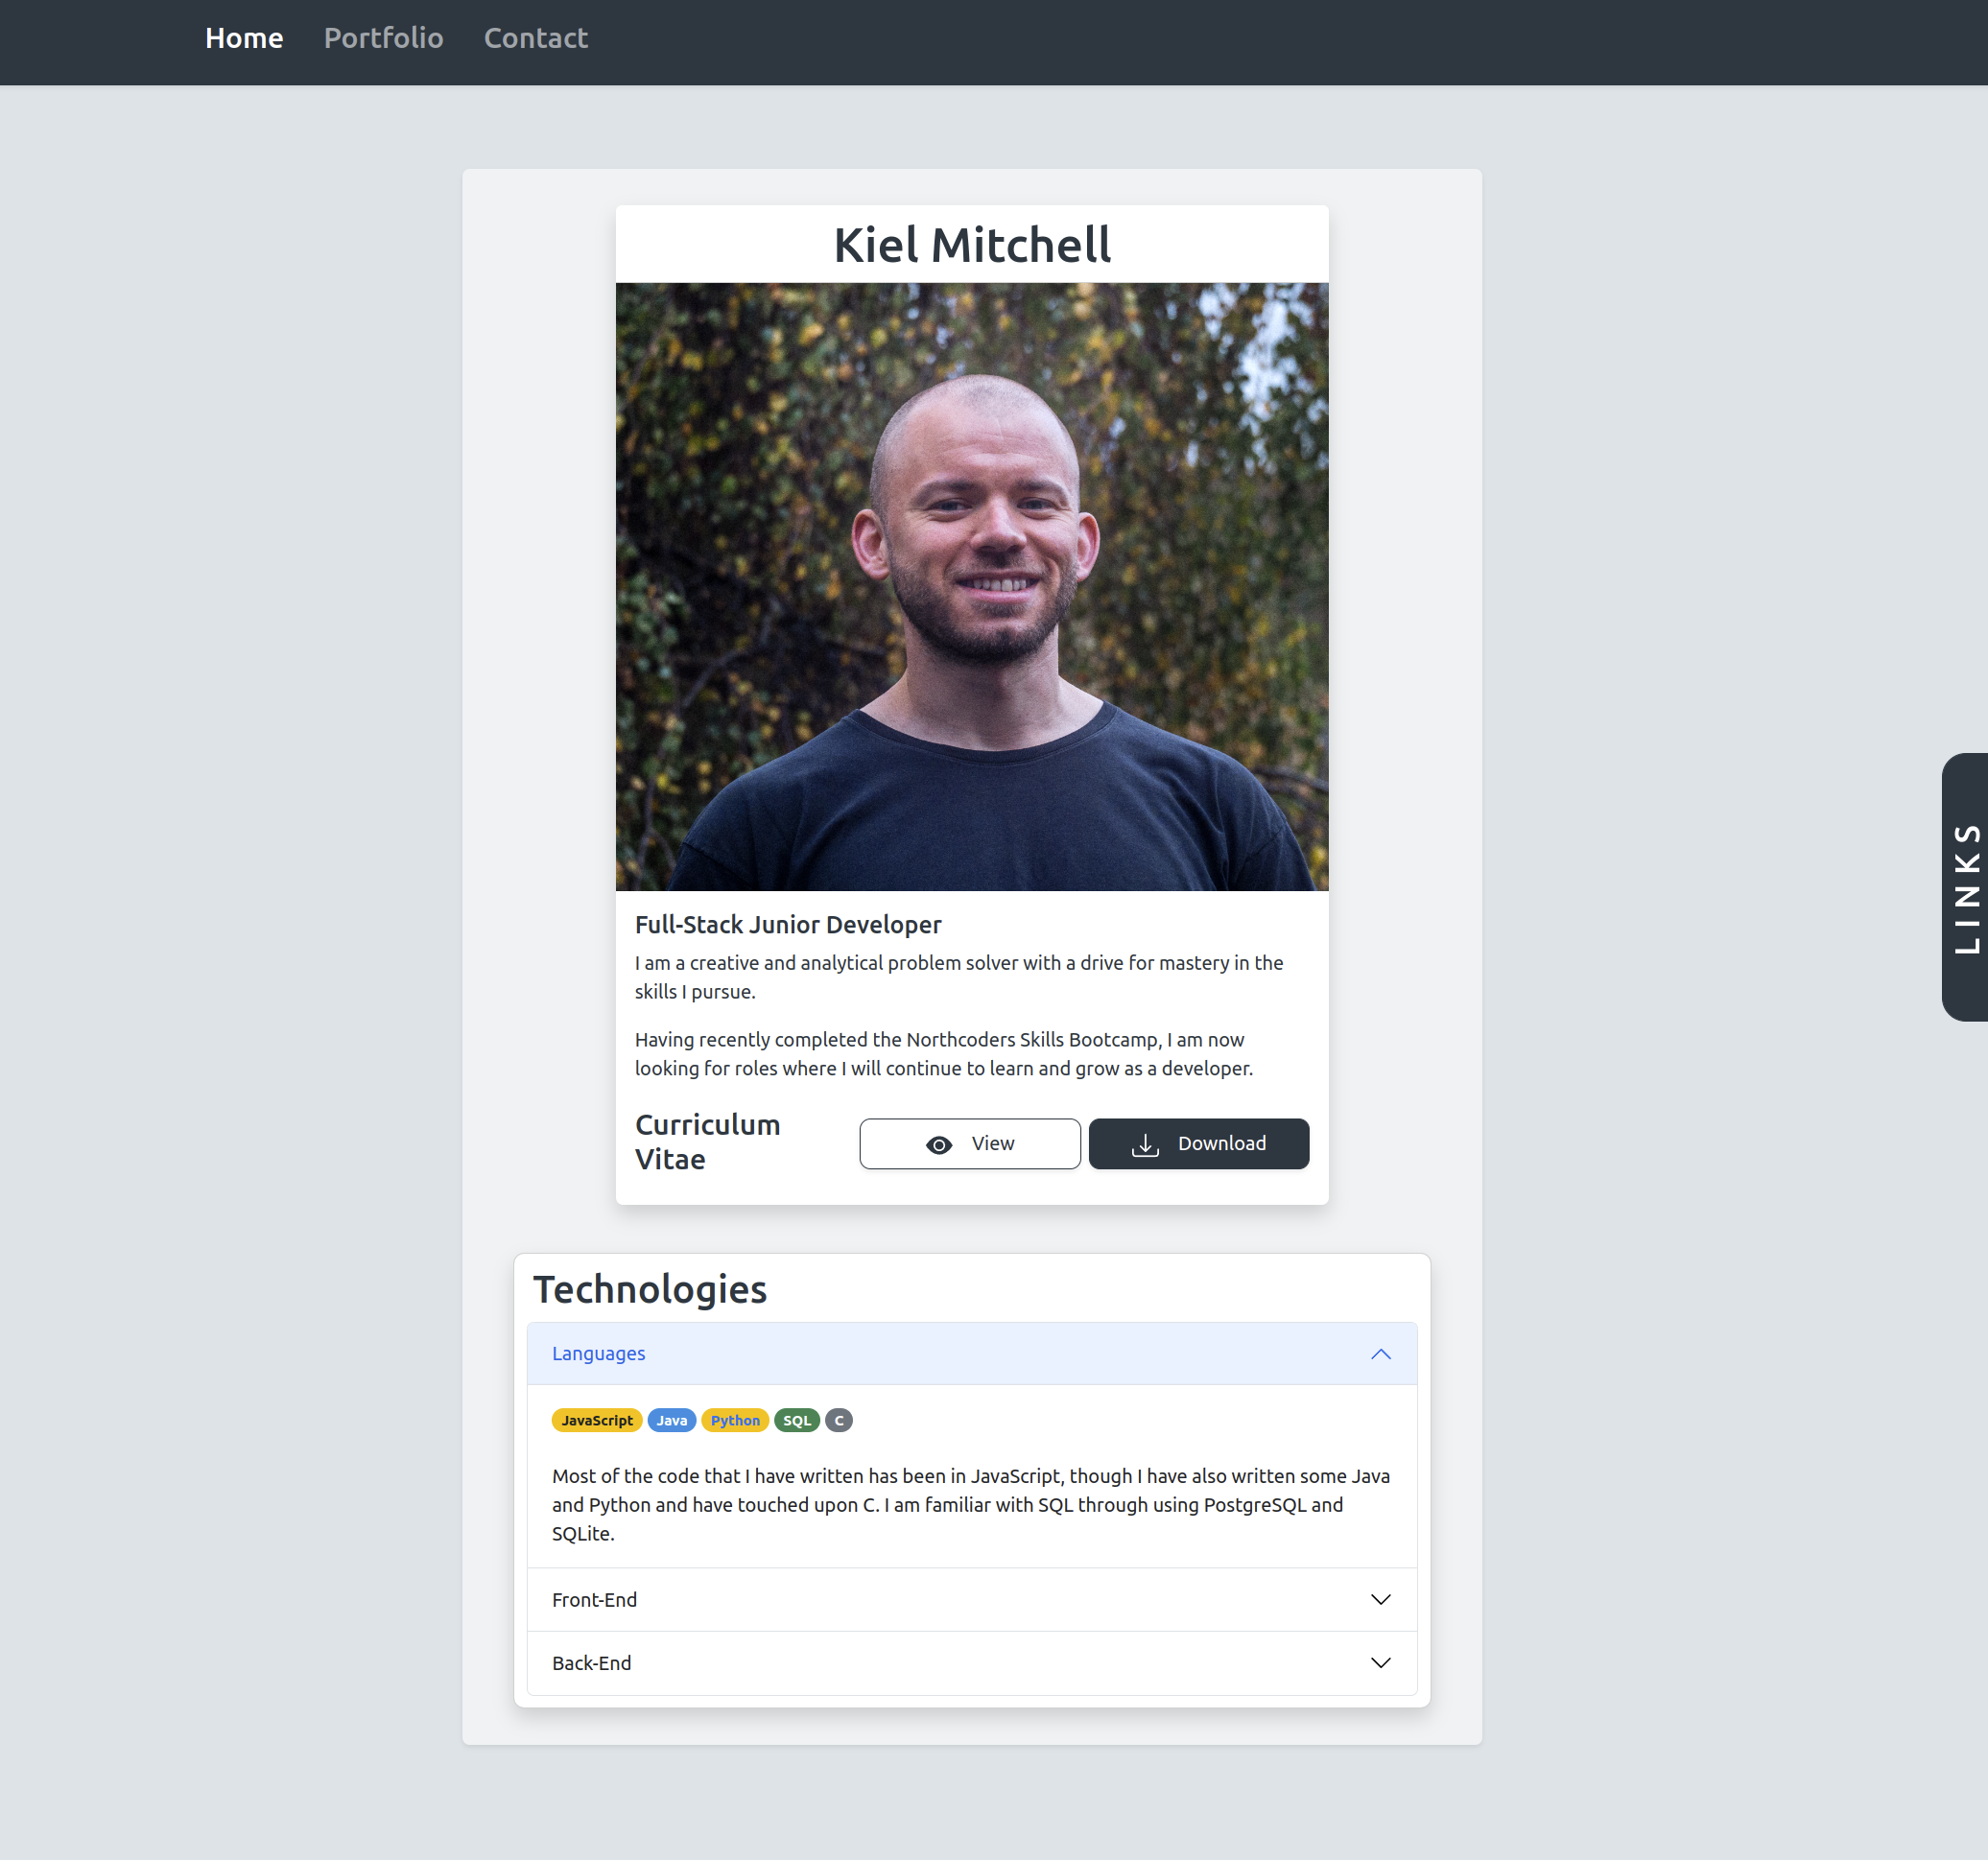 Home Portfolio Contact
Kiel Mitchell
Full-Stack Junior Developer
I am a creative and analytical problem solver with a drive for mastery in the
skills I pursue.
Having recently completed the Northcoders Skills Bootcamp, I am now
looking for roles where I will continue to learn and grow as a developer.
Curriculum
Vitae
View
Download
LINKS
Technologies
Languages
JavaScript Java Python SQL C
Most of the code that I have written has been in JavaScript, though I have also written some Java
and Python and have touched upon C. I am familiar with SQL through using PostgreSQL and
SQLite.
Front-End
Back-End